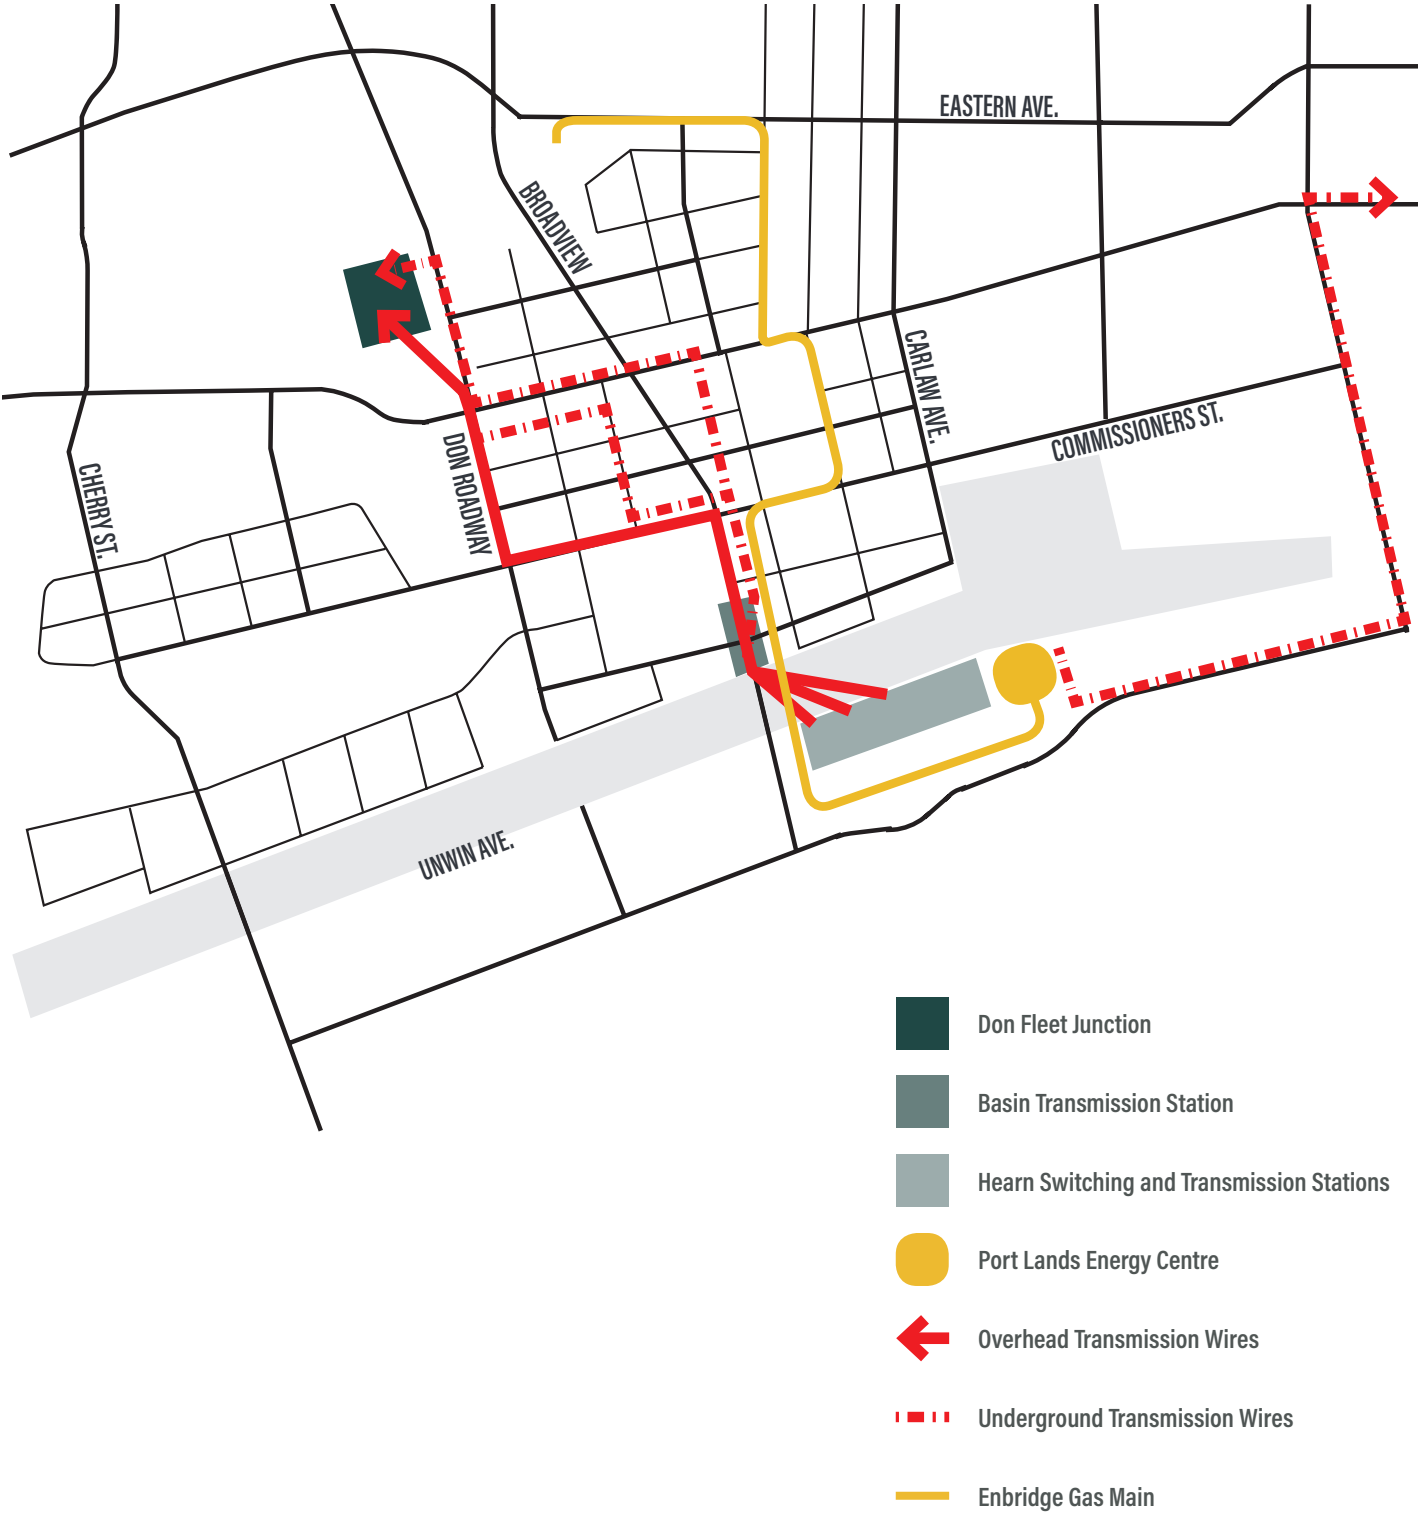 EASTERN AVE.
BROADVIEW
CARLAW AVE.
COMMISSIONERS ST.
DON ROADWAY
CHERRY ST.
UNWIN AVE.
Don Fleet Junction
Basin Transmission Station
Hearn Switching and Transmission Stations
Port Lands Energy Centre
Overhead Transmission Wires
Underground Transmission Wires
Enbridge Gas Main